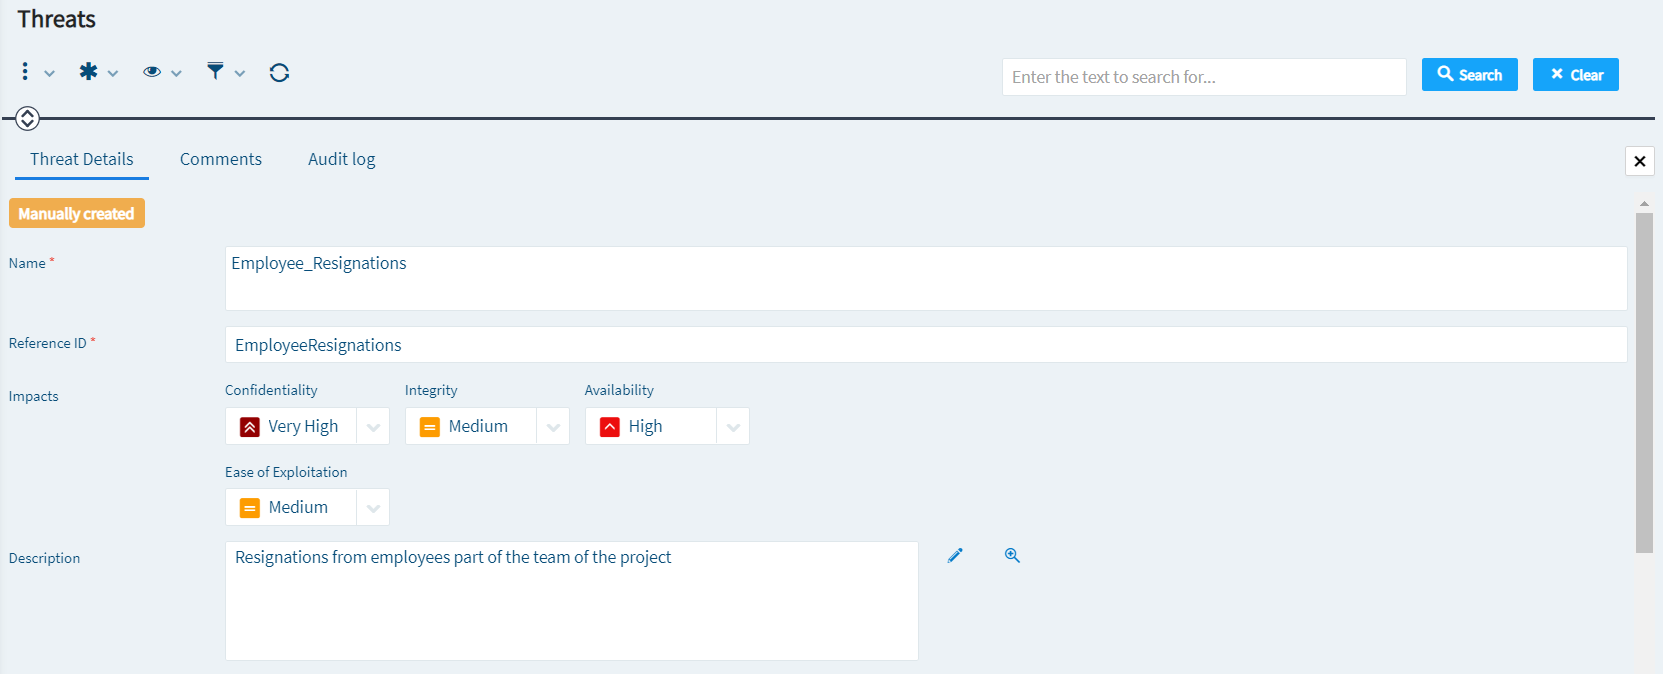 Threats
Enter the text to search for...
Search
Clear
Threat Details
Comments
Audit log
Manually created
Name *
Employee_Resignations
Reference ID *
EmployeeResignations
Impacts
Confidentiality
Integrity
Availability
Very High
Medium
High
Ease of Exploitation
Medium
Description
Resignations from employees part of the team of the project